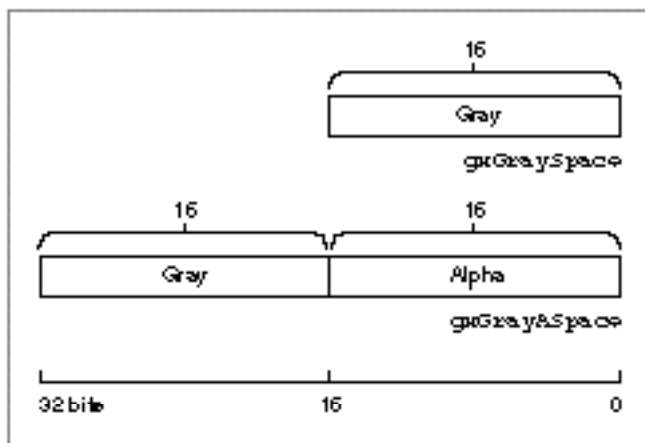 16
Gray
gxGraySpace
16 16
Gray Alpha
gxGrayASpace
32 bits 16 0